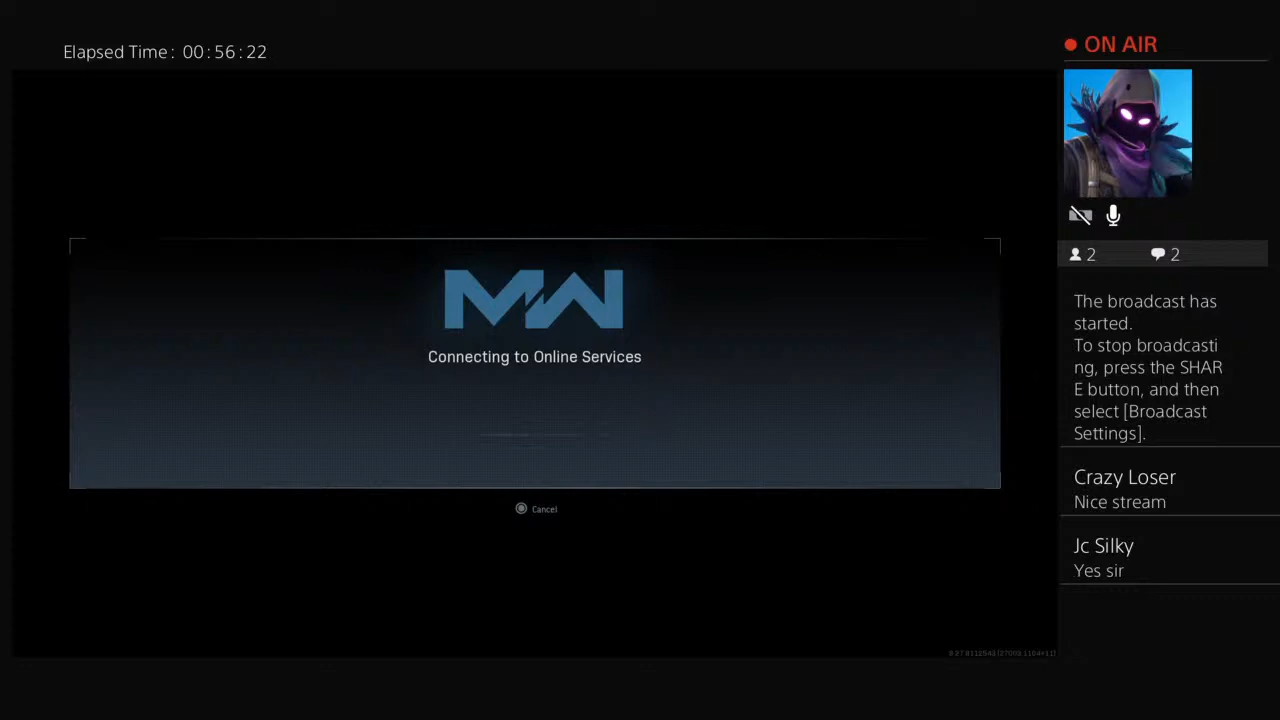 Elapsed Time: 00:56:22
ON AIR
2
2
MW
Connecting to Online Services
Cancel
The broadcast has
started.
To stop broadcasti
ng, press the SHAR
E button, and then
select [Broadcast
Settings].
Crazy Loser
Nice stream
Jc Silky
Yes sir